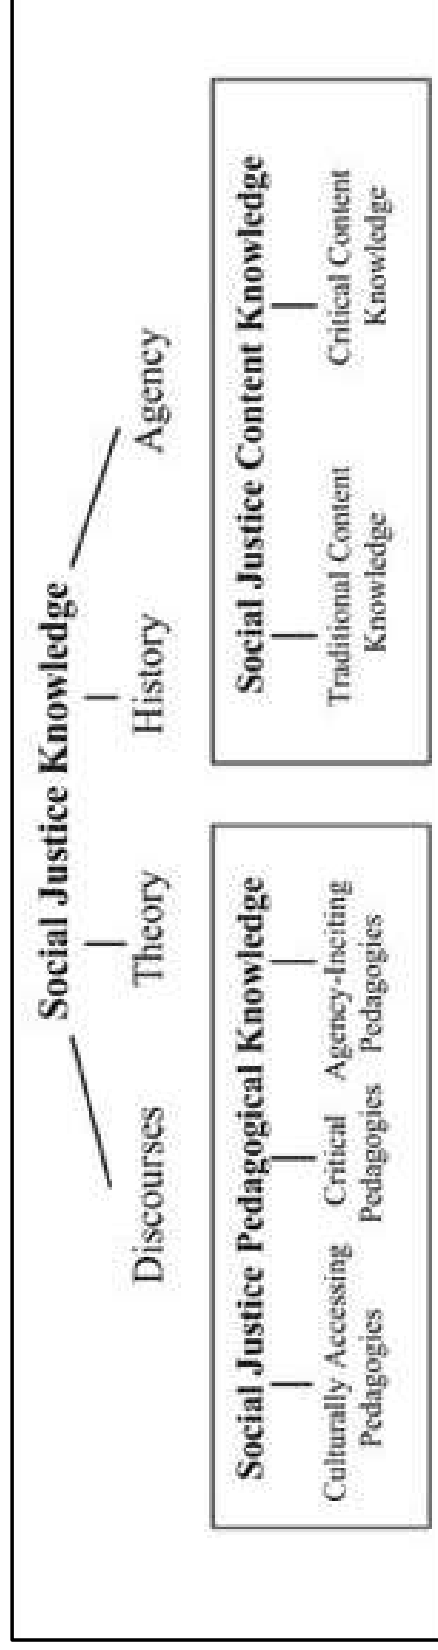 Social Justice Knowledge
Discourses
Theory
History
Agency
Social Justice Pedagogical Knowledge
Culturally Accessing
Pedagogies
Critical
Pedagogies
Agency-Inciting
Pedagogies
Social Justice Content Knowledge
Traditional Content
Knowledge
Critical Content
Knowledge